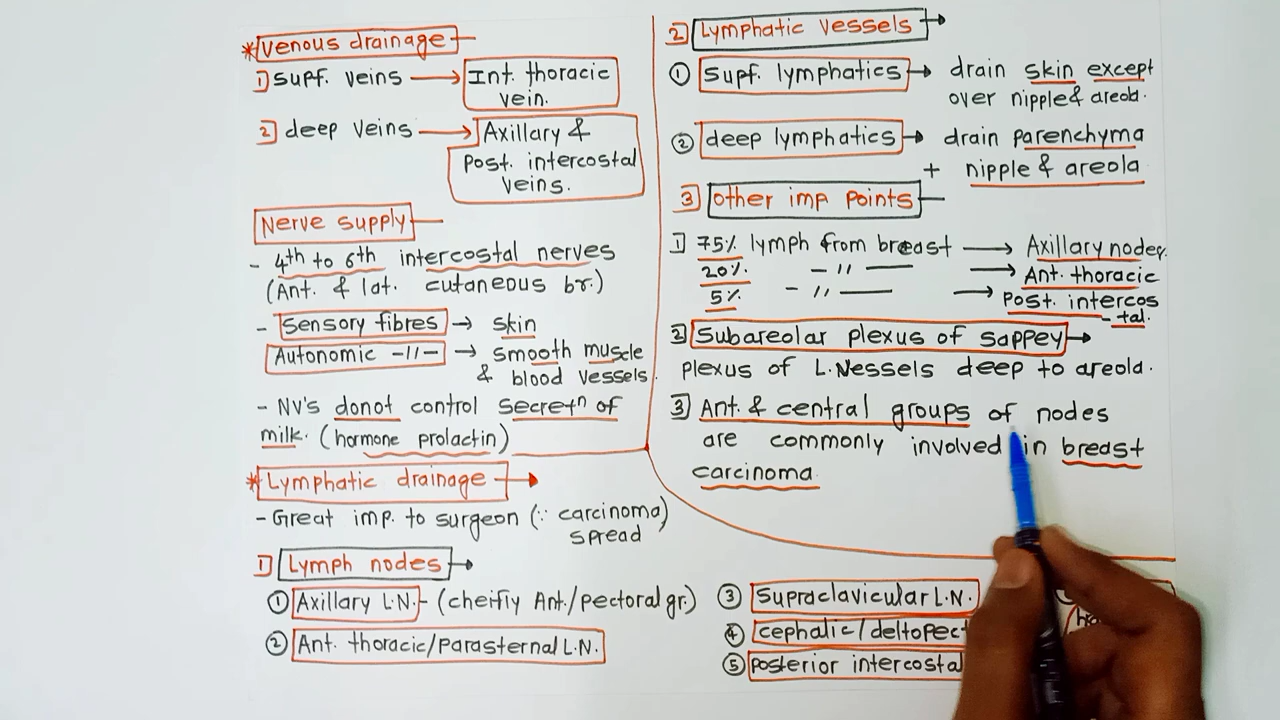 *Venous drainage
1) Supf. veins → Int. thoracic
vein.
2) deep veins → Axillary &
Post. intercostal
veins.
Nerve supply
- 4th to 6th intercostal nerves
(Ant. & lat. cutaneous br.)
- Sensory fibres → skin
Autonomic -11- → smooth muscle
& blood vessels.
- NV's donot control secretⁿ of
milk. (hormone prolactin)
*Lymphatic drainage →
- Great imp. to surgeon (∵ carcinoma)
spread
1) Lymph nodes →
① Axillary L.N.- (cheifly Ant./pectoral gr.)
② Ant. thoracic/parasternal L.N.
③ Supraclavicular L.N.
④ cephalic/deltopect
⑤ posterior intercosta
2) Lymphatic vessels →
① Supf. lymphatics → drain skin except
over nipple & areola.
② deep lymphatics → drain parenchyma
+ nipple & areola
3) Other imp points
1) 75% lymph from breast → Axillary nodes.
20% -11- → Ant. thoracic
5% -11- → Post. intercos
-tal.
2) Subareolar plexus of sappey →
plexus of L.Vessels deep to areola.
3) Ant. & central groups of nodes
are commonly involved in breast
carcinoma.